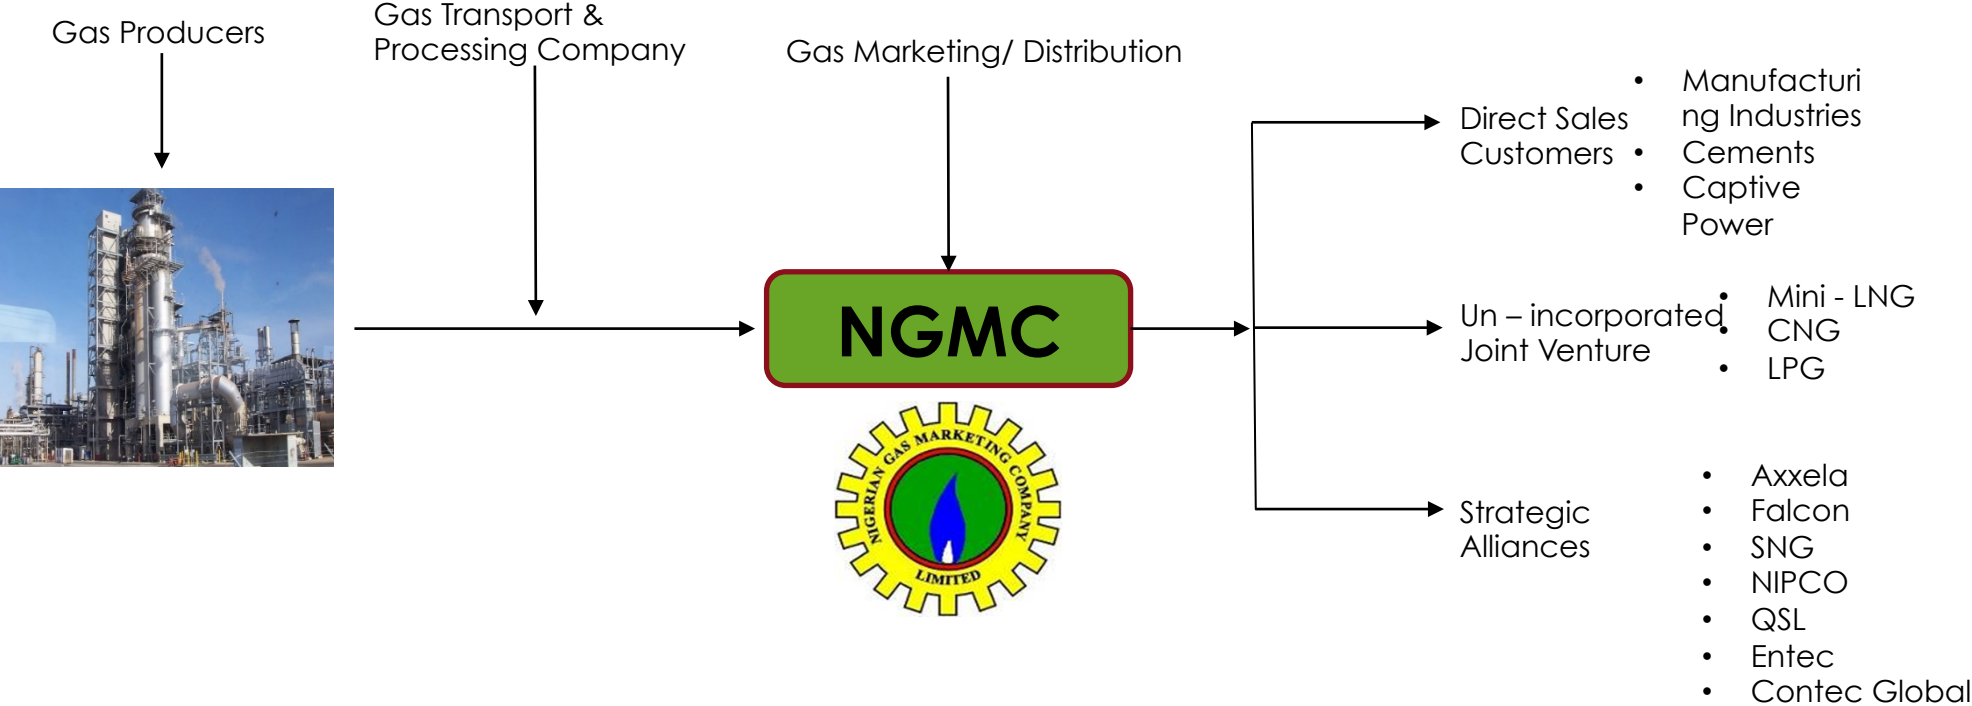 Gas Producers
Gas Transport &
Processing Company
Gas Marketing/ Distribution
NGMC
NIGERIAN GAS MARKETING COMPANY
LIMITED
Direct Sales
Customers
• Manufacturi
ng Industries
• Cements
• Captive
Power
Un – incorporated
Joint Venture
• Mini - LNG
• CNG
• LPG
Strategic
Alliances
• Axxela
• Falcon
• SNG
• NIPCO
• QSL
• Entec
• Contec Global